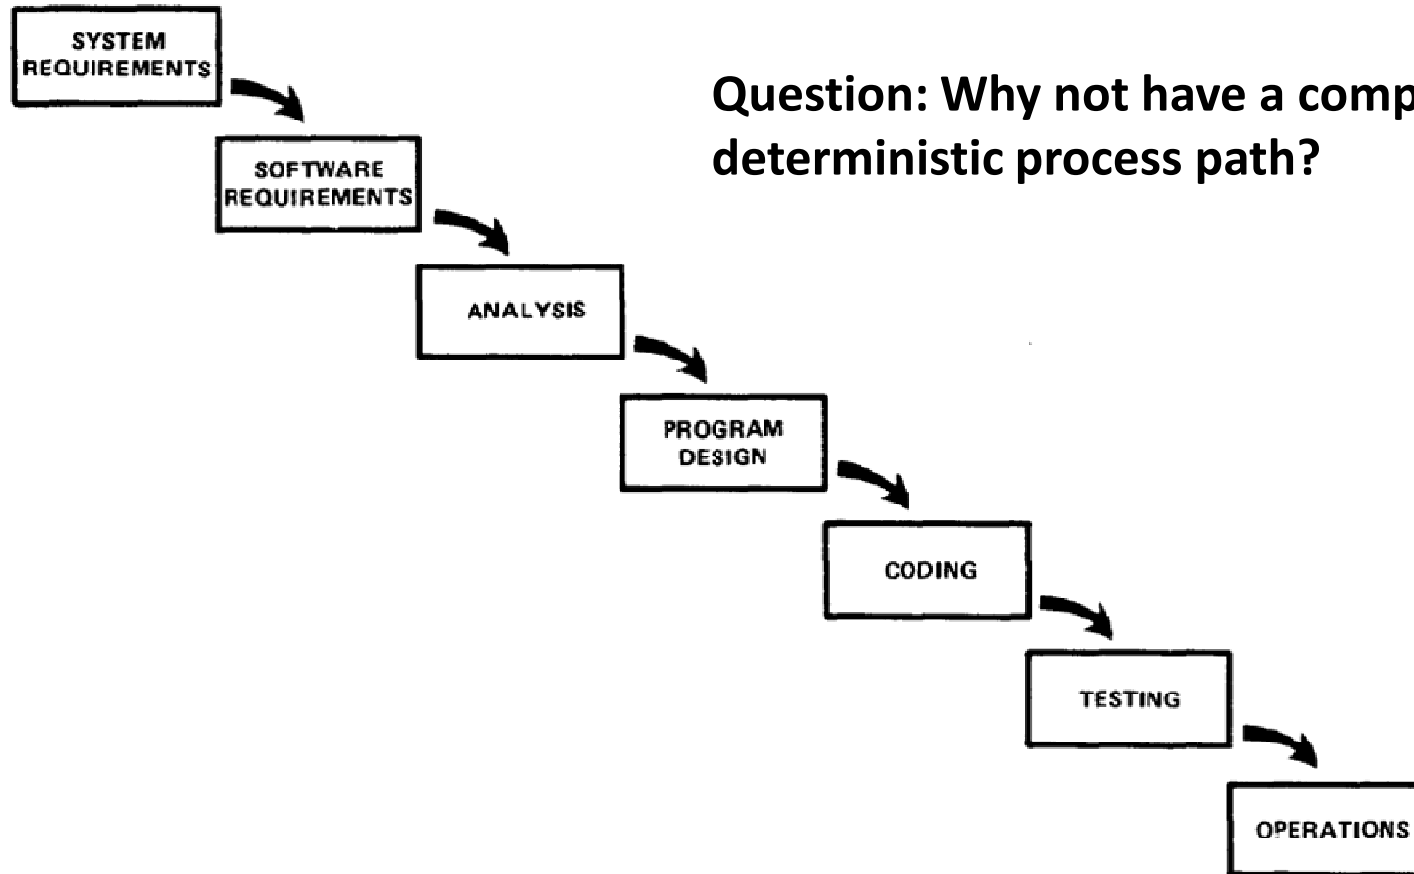 SYSTEM
REQUIREMENTS
Question: Why not have a comp
deterministic process path?
SOFTWARE
REQUIREMENTS
ANALYSIS
PROGRAM
DESIGN
CODING
TESTING
OPERATIONS